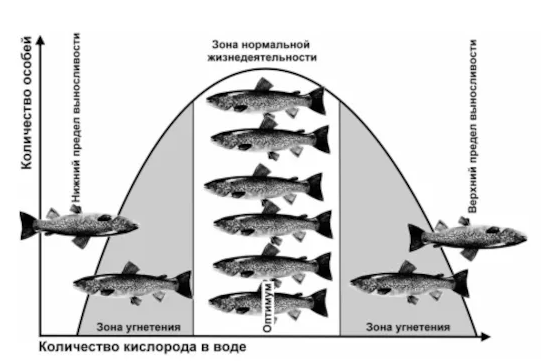 Зона нормальной
жизнедеятельности
Количество особей
Нижний предел выносливости
Верхний предел выносливости
Оптимум
Зона угнетения
Зона угнетения
Количество кислорода в воде